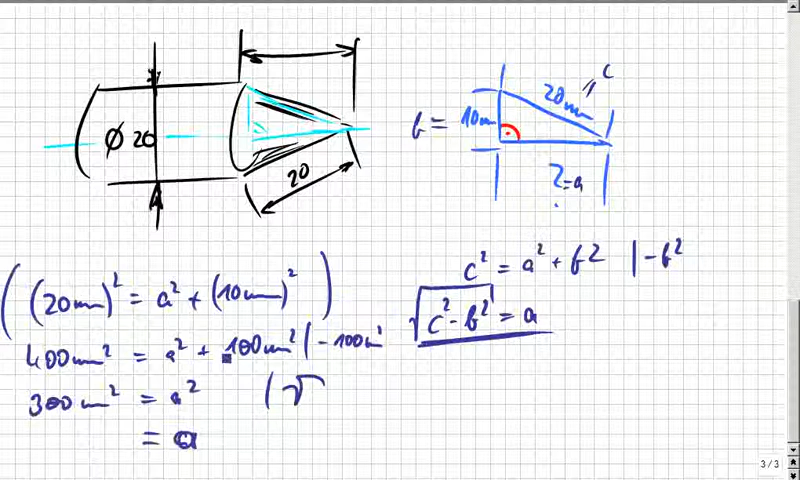 Ø 20
20
b = 10mm
20mm = c
? = a
c² = a² + b² | - b²
√c² - b² = a
( (20mm)² = a² + (10mm)² )
400mm² = a² + 100mm² | - 100m²
300mm² = a² | √
= a
3 / 3